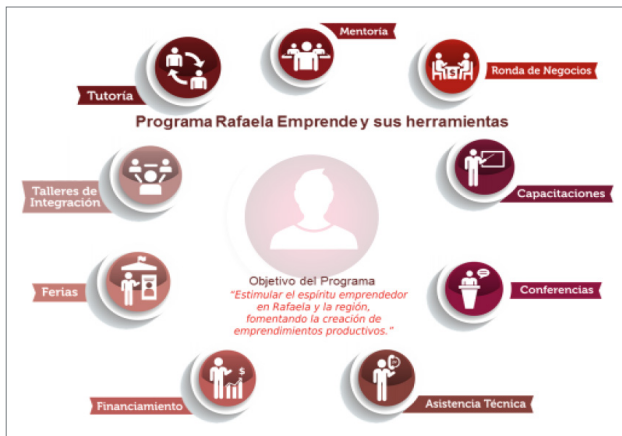 Mentoría
Tutoría
Ronda de Negocios
Programa Rafaela Emprende y sus herramientas
Talleres de
Integración
Capacitaciones
Objetivo del Programa
“Estimular el espíritu emprendedor
en Rafaela y la región,
fomentando la creación de
emprendimientos productivos.”
Ferias
Conferencias
$
Financiamiento
Asistencia Técnica